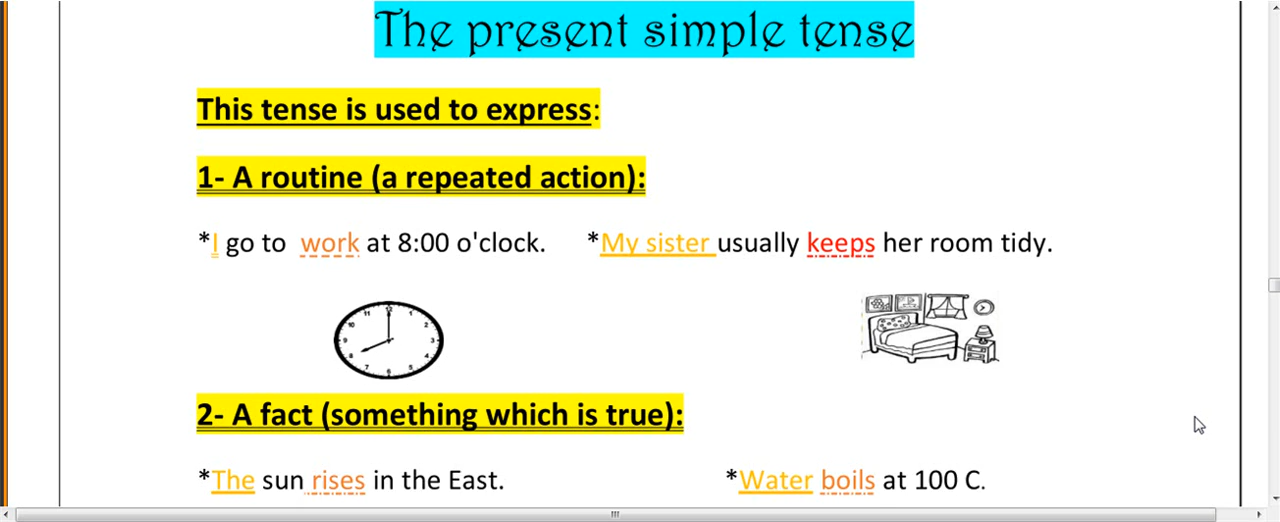 The present simple tense
This tense is used to express:
1- A routine (a repeated action):
*I go to work at 8:00 o'clock. *My sister usually keeps her room tidy.
2- A fact (something which is true):
*The sun rises in the East. *Water boils at 100 C.